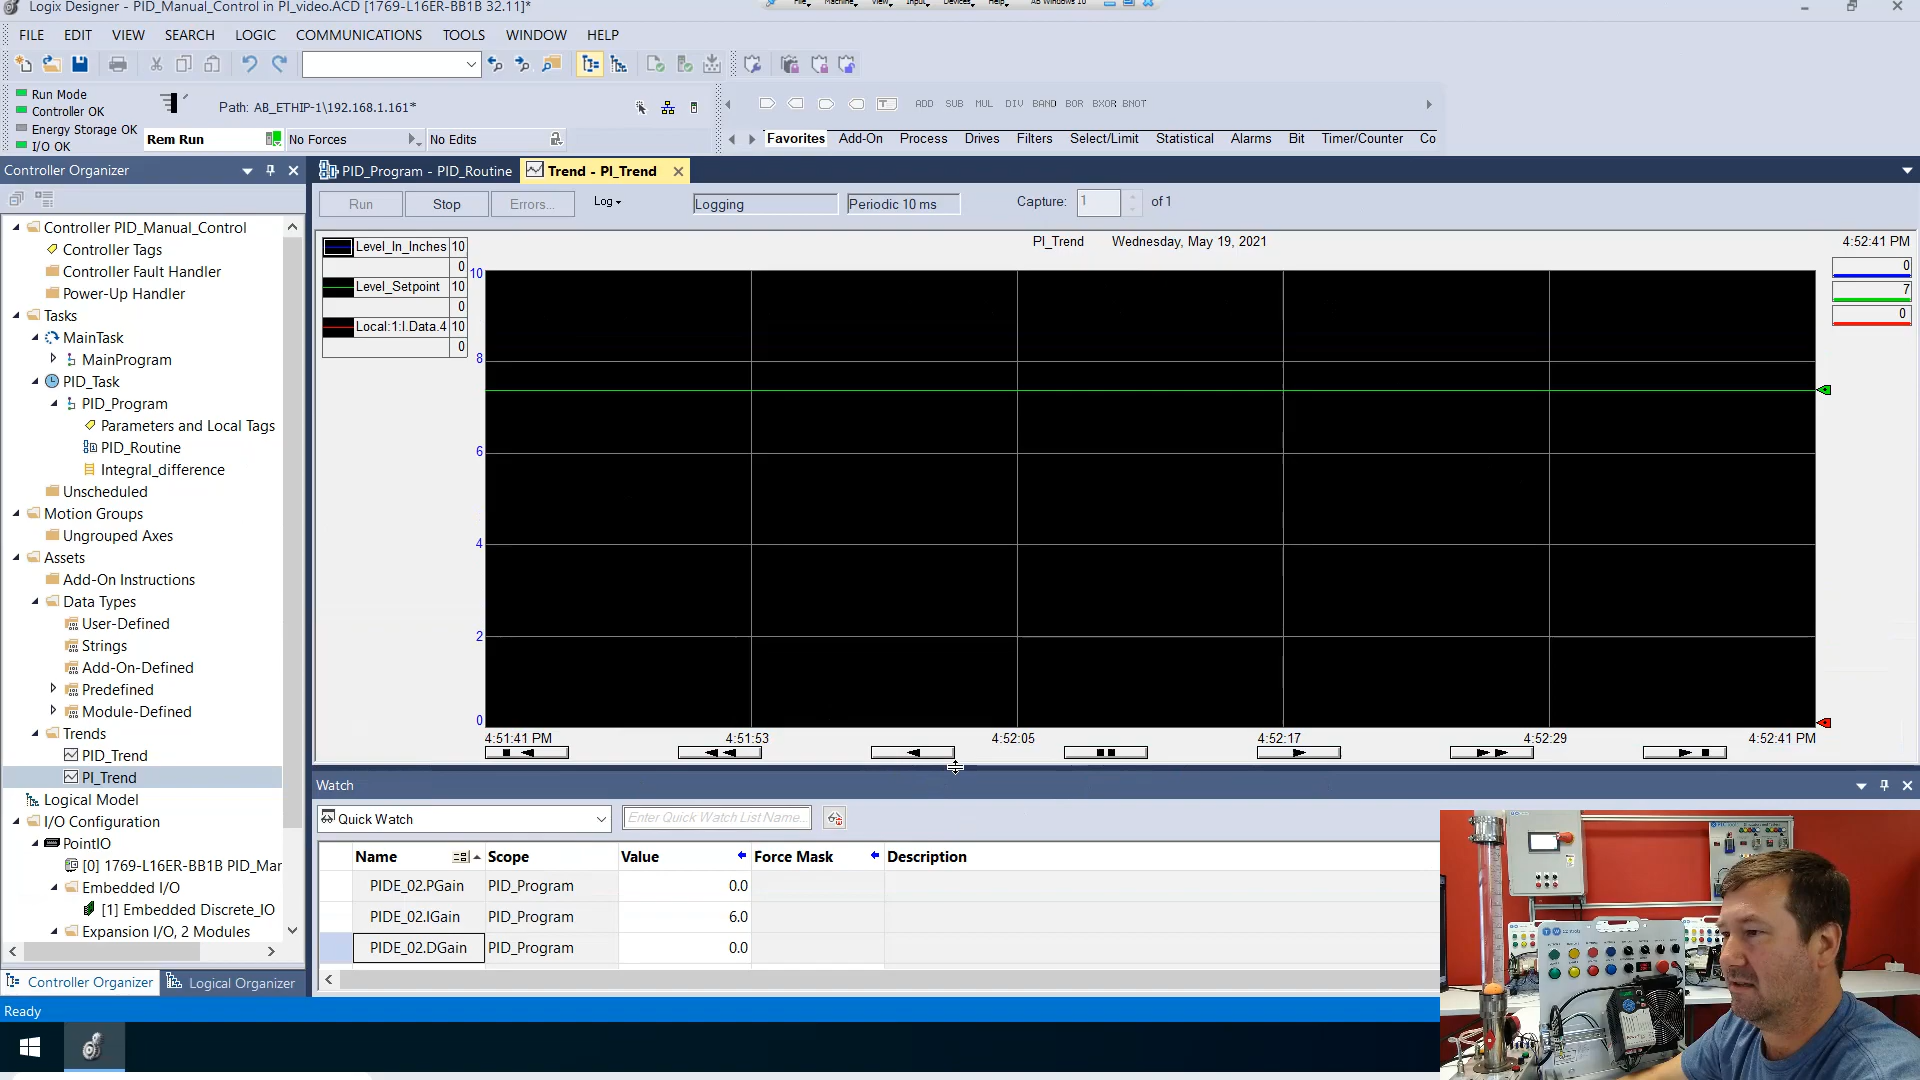 Logix Designer - PID_Manual_Control in PI_video.ACD [1769-L16ER-BB1B 32.11]*
FILE EDIT VIEW SEARCH LOGIC COMMUNICATIONS TOOLS WINDOW HELP
Run Mode
Controller OK
Energy Storage OK
I/O OK
Path: AB_ETHIP-1\192.168.1.161*
Rem Run No Forces No Edits
ADD SUB MUL DIV BAND BOR BXOR BNOT
Favorites Add-On Process Drives Filters Select/Limit Statistical Alarms Bit Timer/Counter Co
Controller Organizer
Controller PID_Manual_Control
Controller Tags
Controller Fault Handler
Power-Up Handler
Tasks
MainTask
MainProgram
PID_Task
PID_Program
Parameters and Local Tags
PID_Routine
Integral_difference
Unscheduled
Motion Groups
Ungrouped Axes
Assets
Add-On Instructions
Data Types
User-Defined
Strings
Add-On-Defined
Predefined
Module-Defined
Trends
PID_Trend
PI_Trend
Logical Model
I/O Configuration
PointIO
[0] 1769-L16ER-BB1B PID_Mar
Embedded I/O
[1] Embedded Discrete_IO
Expansion I/O, 2 Modules
Controller Organizer Logical Organizer
PID_Program - PID_Routine Trend - PI_Trend
Run Stop Errors... Log Logging Periodic 10 ms Capture: 1 of 1
PI_Trend Wednesday, May 19, 2021 4:52:41 PM
Level_In_Inches 10
0
Level_Setpoint 10
0
Local:1:I.Data.4 10
0
0
7
0
10
8
6
4
2
0
4:51:41 PM 4:51:53 4:52:05 4:52:17 4:52:29 4:52:41 PM
Watch
Quick Watch Enter Quick Watch List Name...
Name Scope Value Force Mask Description
PIDE_02.PGain PID_Program 0.0
PIDE_02.IGain PID_Program 6.0
PIDE_02.DGain PID_Program 0.0
Ready